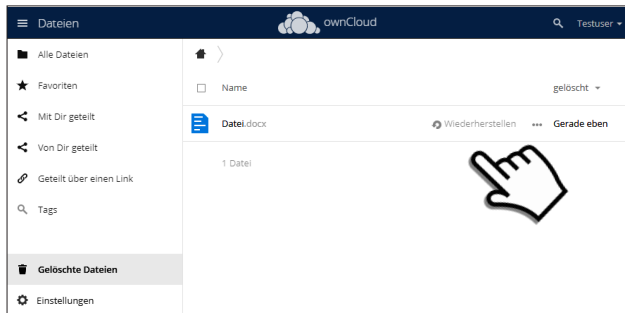 Dateien
ownCloud
Testuser
Alle Dateien
Favoriten
Mit Dir geteilt
Von Dir geteilt
Geteilt über einen Link
Tags
Gelöschte Dateien
Einstellungen
Name gelöscht
Datei.docx Wiederherstellen ••• Gerade eben
1 Datei